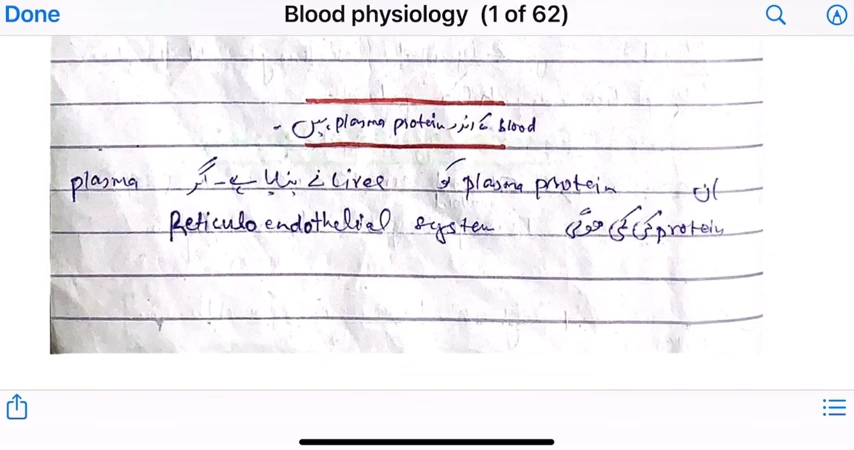 Done Blood physiology (1 of 62)
blood کے اندر plasma protein ہیں۔
ان plasma protein کو Liver نے بنایا ہے۔ اگر plasma
protein کی کمی ہوگی Reticulo endothelial system